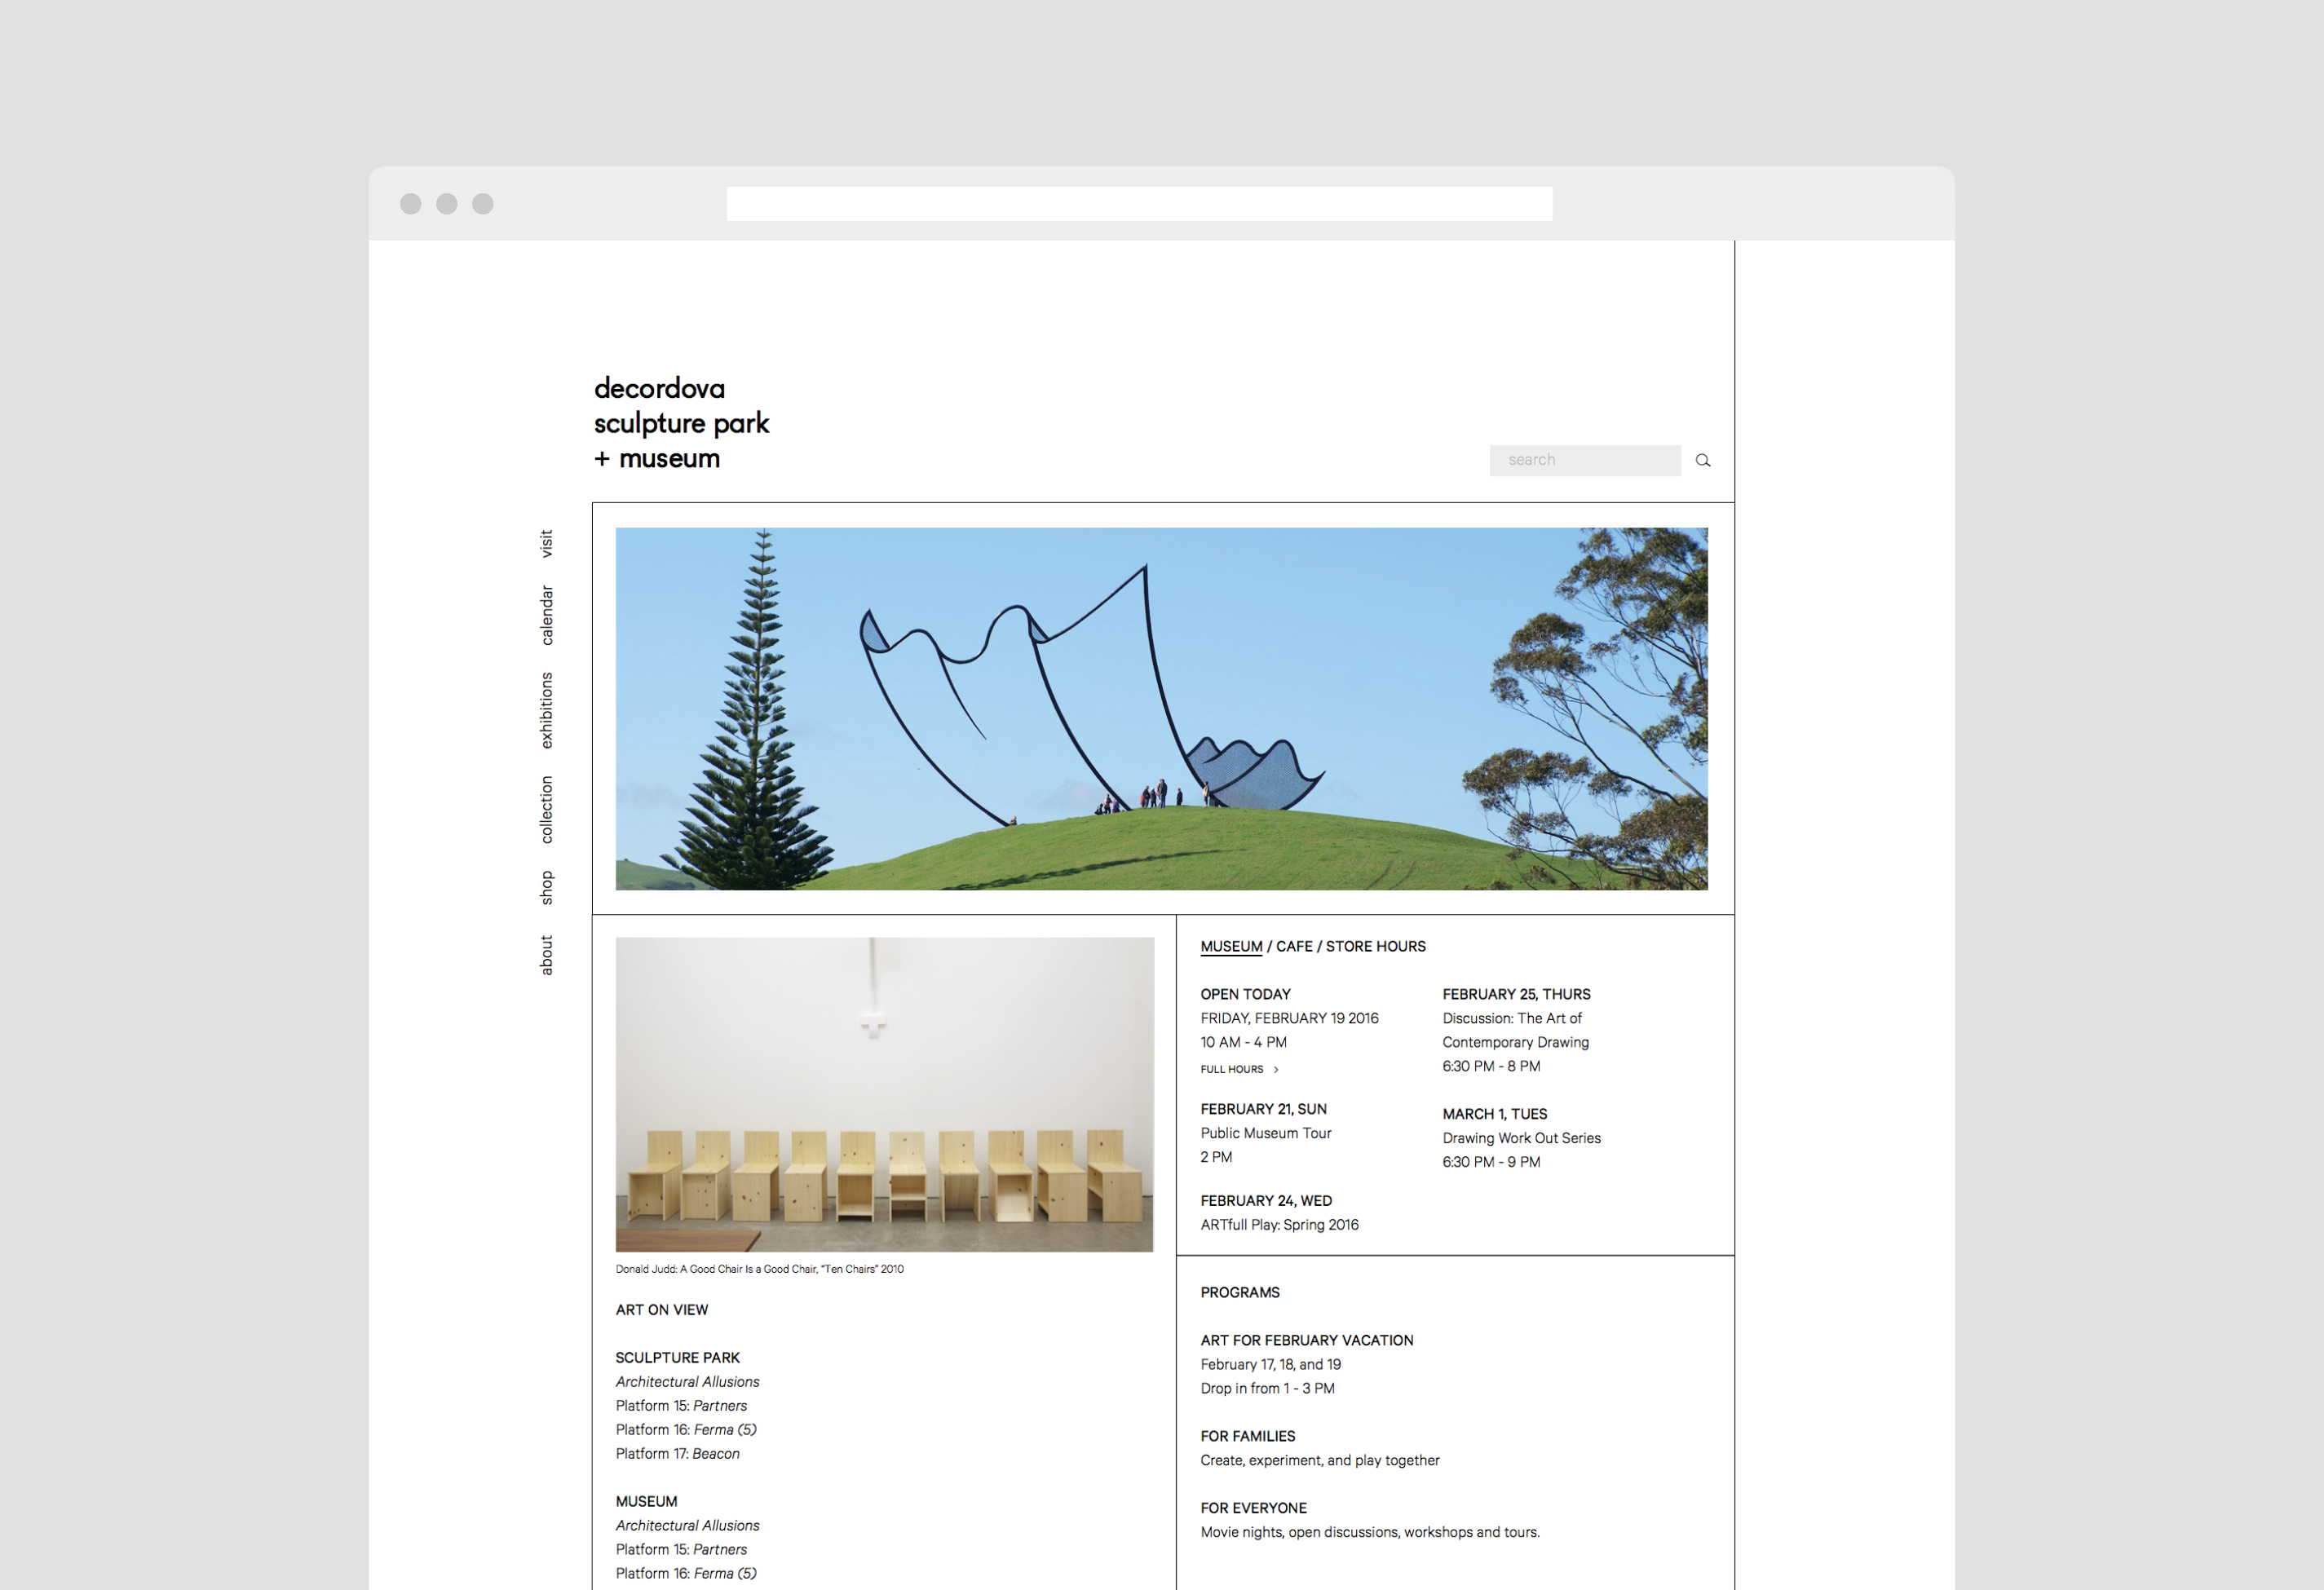 decordova
sculpture park
+ museum
search
visit
calendar
exhibitions
collection
shop
about
MUSEUM / CAFE / STORE HOURS
OPEN TODAY
FRIDAY, FEBRUARY 19 2016
10 AM - 4 PM
FULL HOURS >
FEBRUARY 21, SUN
Public Museum Tour
2 PM
FEBRUARY 24, WED
ARTfull Play: Spring 2016
FEBRUARY 25, THURS
Discussion: The Art of
Contemporary Drawing
6:30 PM - 8 PM
MARCH 1, TUES
Drawing Work Out Series
6:30 PM - 9 PM
Donald Judd: A Good Chair Is a Good Chair, “Ten Chairs” 2010
ART ON VIEW
SCULPTURE PARK
Architectural Allusions
Platform 15: Partners
Platform 16: Ferma (5)
Platform 17: Beacon
MUSEUM
Architectural Allusions
Platform 15: Partners
Platform 16: Ferma (5)
PROGRAMS
ART FOR FEBRUARY VACATION
February 17, 18, and 19
Drop in from 1 - 3 PM
FOR FAMILIES
Create, experiment, and play together
FOR EVERYONE
Movie nights, open discussions, workshops and tours.